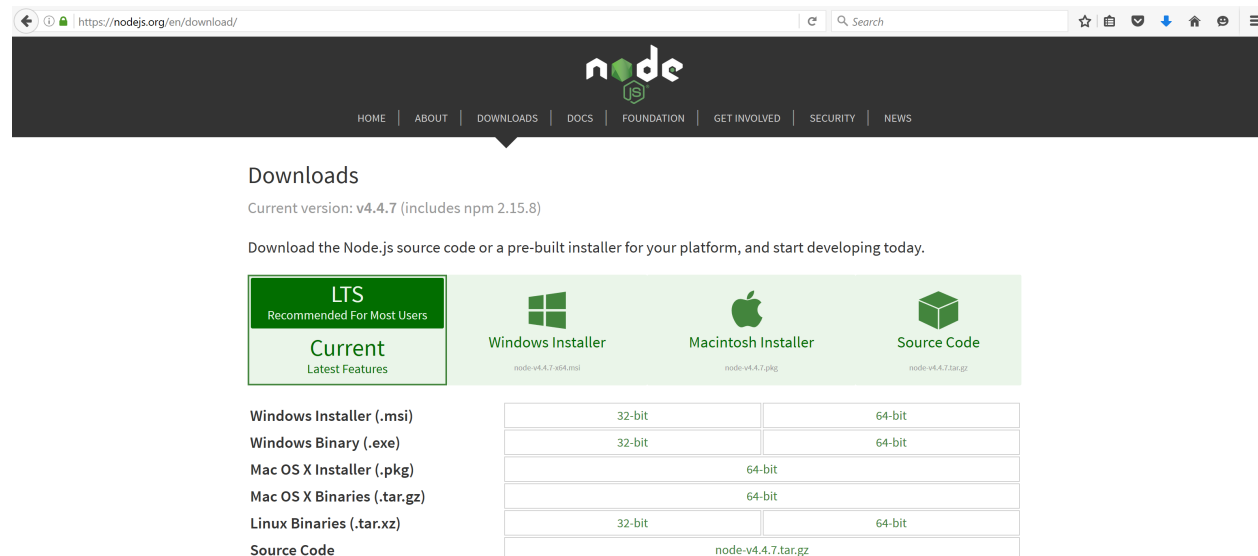 https://nodejs.org/en/download/
Search
node
JS
HOME ABOUT DOWNLOADS DOCS FOUNDATION GET INVOLVED SECURITY NEWS
Downloads
Current version: v4.4.7 (includes npm 2.15.8)
Download the Node.js source code or a pre-built installer for your platform, and start developing today.
LTS
Recommended For Most Users
Current
Latest Features
Windows Installer
node-v4.4.7-x64.msi
Macintosh Installer
node-v4.4.7.pkg
Source Code
node-v4.4.7.tar.gz
Windows Installer (.msi) 32-bit 64-bit
Windows Binary (.exe) 32-bit 64-bit
Mac OS X Installer (.pkg) 64-bit
Mac OS X Binaries (.tar.gz) 64-bit
Linux Binaries (.tar.xz) 32-bit 64-bit
Source Code node-v4.4.7.tar.gz